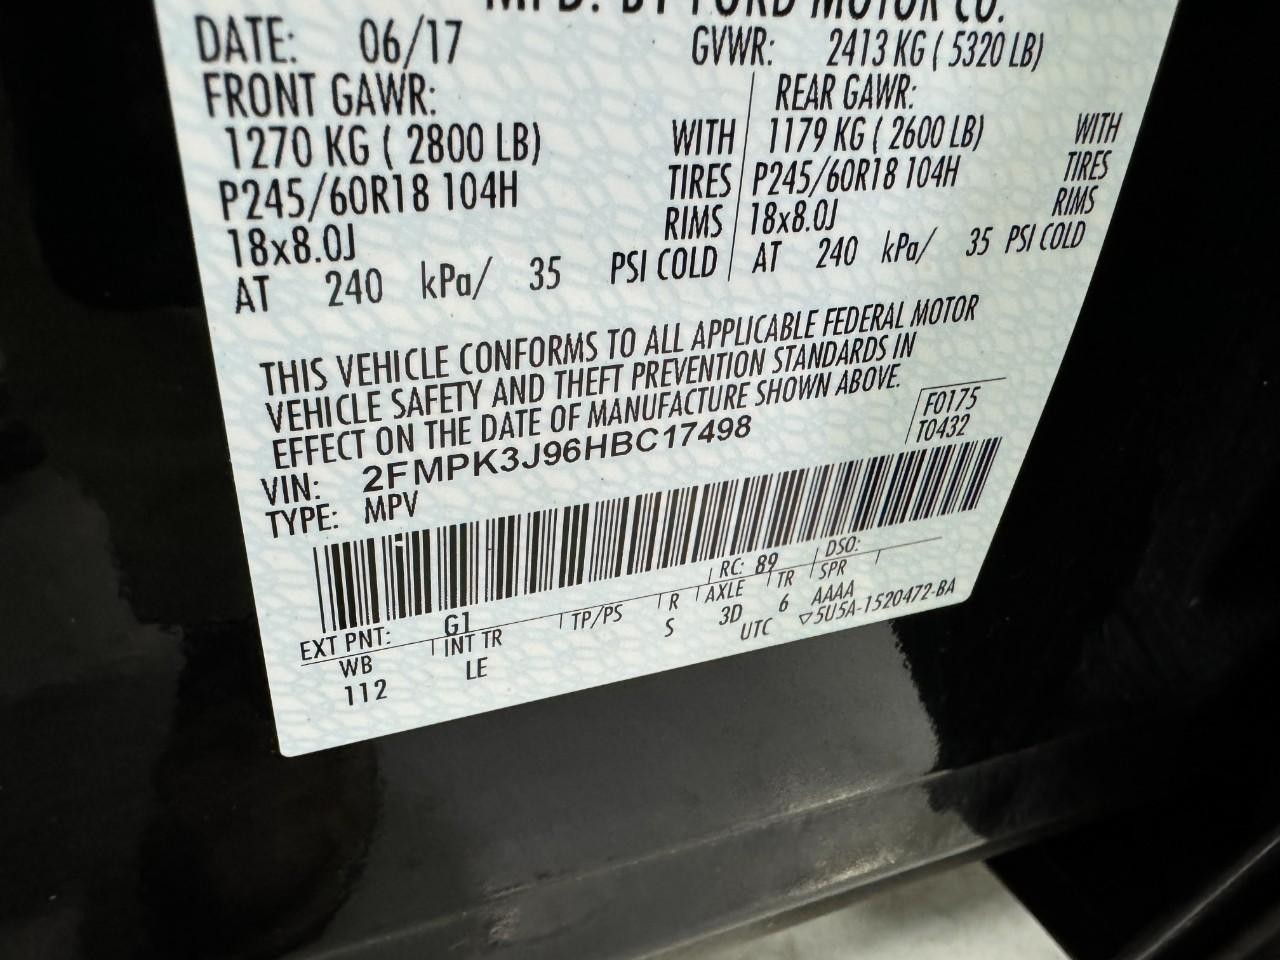 MFD. BY FORD MOTOR CO.
DATE: 06/17 GVWR: 2413 KG ( 5320 LB)
FRONT GAWR: REAR GAWR:
1270 KG ( 2800 LB) WITH 1179 KG ( 2600 LB) WITH
P245/60R18 104H TIRES P245/60R18 104H TIRES
18x8.0J RIMS 18x8.0J RIMS
AT 240 kPa/ 35 PSI COLD AT 240 kPa/ 35 PSI COLD
THIS VEHICLE CONFORMS TO ALL APPLICABLE FEDERAL MOTOR
VEHICLE SAFETY AND THEFT PREVENTION STANDARDS IN
EFFECT ON THE DATE OF MANUFACTURE SHOWN ABOVE.
F0175
T0432
VIN: 2FMPK3J96HBC17498
TYPE: MPV
RC: 89 DSO:
EXT PNT: G1 TP/PS R AXLE TR SPR
WB INT TR S 3D 6 AAAA
112 LE UTC ▽5U5A-1520472-BA